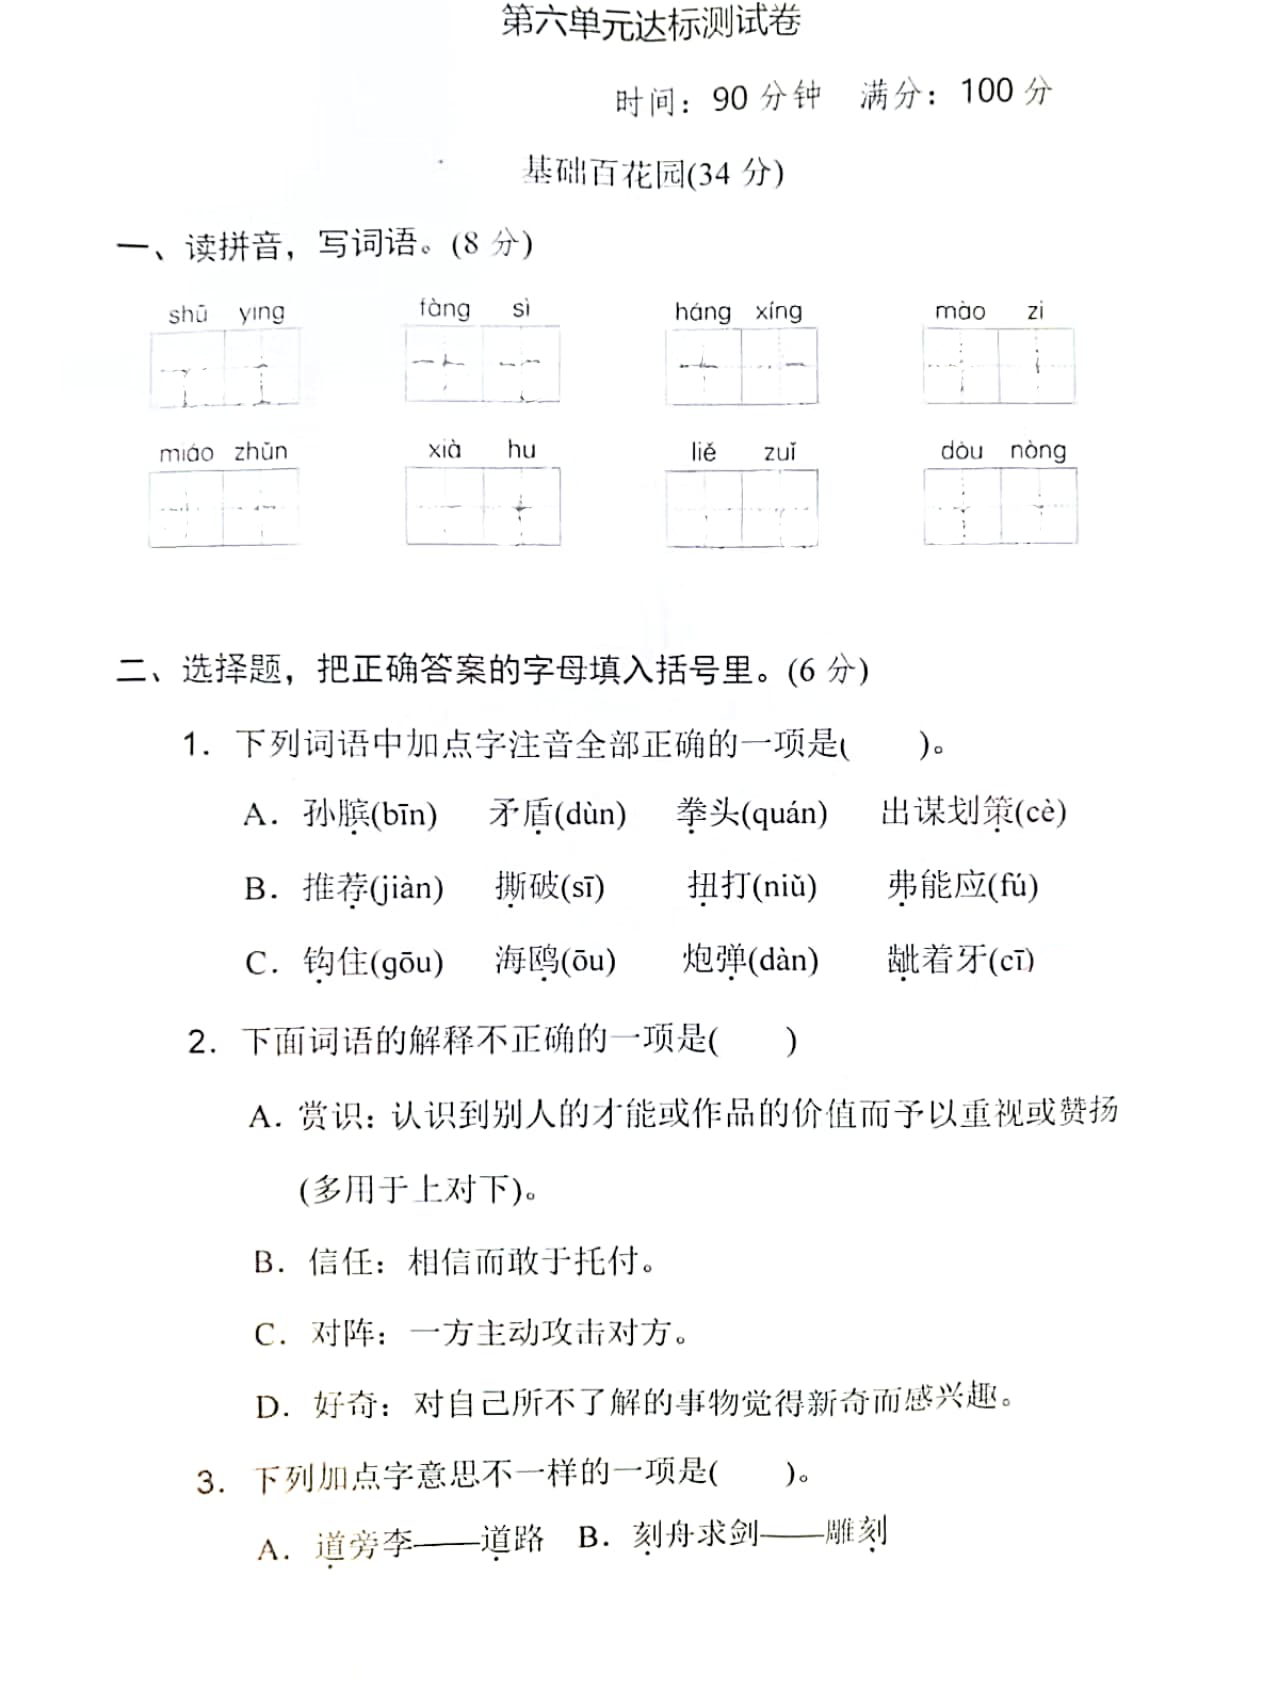 第六单元达标测试卷
时间：90 分钟 满分：100 分
基础百花园(34 分)
一、读拼音，写词语。(8 分)
shū yīng fàng sì háng xíng mào zi
miáo zhǔn xià hu liě zuǐ dòu nòng
二、选择题，把正确答案的字母填入括号里。(6 分)
1. 下列词语中加点字注音全部正确的一项是( )。
A. 孙膑(bīn) 矛盾(dùn) 拳头(quán) 出谋划策(cè)
B. 推荐(jiàn) 撕破(sī) 扭打(niǔ) 弗能应(fú)
C. 钩住(gōu) 海鸥(ōu) 炮弹(dàn) 龇着牙(cī)
2. 下面词语的解释不正确的一项是( )
A. 赏识：认识到别人的才能或作品的价值而予以重视或赞扬
(多用于上对下)。
B. 信任：相信而敢于托付。
C. 对阵：一方主动攻击对方。
D. 好奇：对自己所不了解的事物觉得新奇而感兴趣。
3. 下列加点字意思不一样的一项是( )。
A. 道旁李——道路 B. 刻舟求剑——雕刻